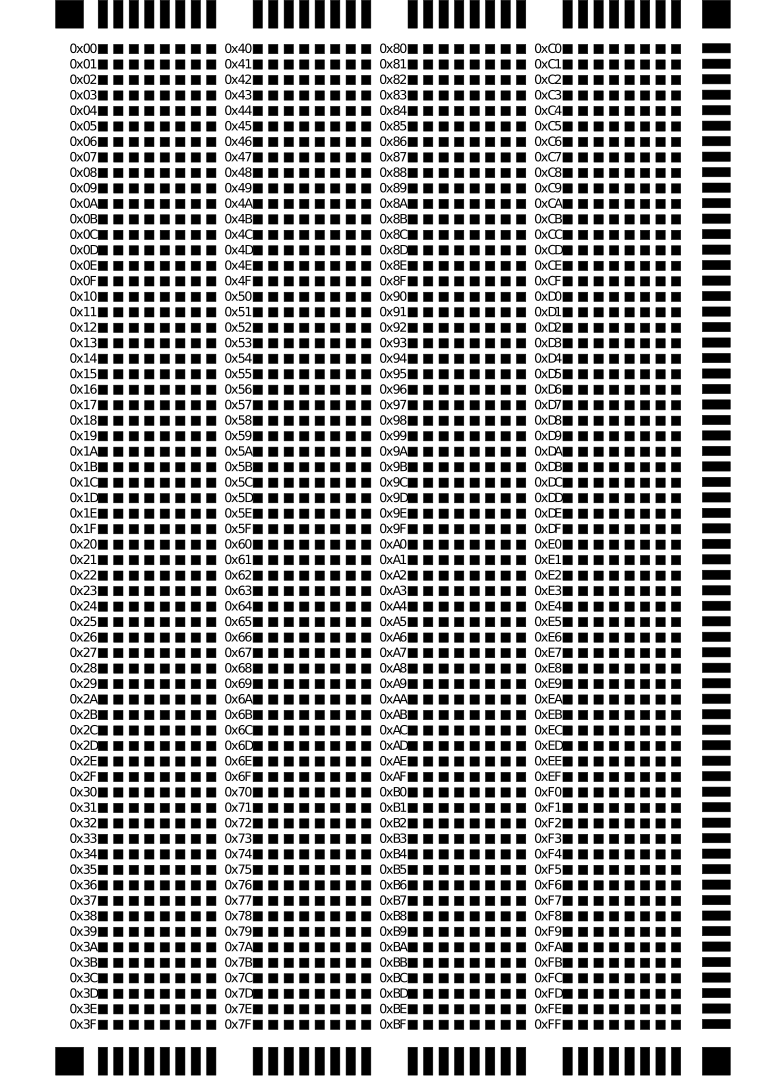 0x00 0x40 0x80 0xC0
0x01 0x41 0x81 0xC1
0x02 0x42 0x82 0xC2
0x03 0x43 0x83 0xC3
0x04 0x44 0x84 0xC4
0x05 0x45 0x85 0xC5
0x06 0x46 0x86 0xC6
0x07 0x47 0x87 0xC7
0x08 0x48 0x88 0xC8
0x09 0x49 0x89 0xC9
0x0A 0x4A 0x8A 0xCA
0x0B 0x4B 0x8B 0xCB
0x0C 0x4C 0x8C 0xCC
0x0D 0x4D 0x8D 0xCD
0x0E 0x4E 0x8E 0xCE
0x0F 0x4F 0x8F 0xCF
0x10 0x50 0x90 0xD0
0x11 0x51 0x91 0xD1
0x12 0x52 0x92 0xD2
0x13 0x53 0x93 0xD3
0x14 0x54 0x94 0xD4
0x15 0x55 0x95 0xD5
0x16 0x56 0x96 0xD6
0x17 0x57 0x97 0xD7
0x18 0x58 0x98 0xD8
0x19 0x59 0x99 0xD9
0x1A 0x5A 0x9A 0xDA
0x1B 0x5B 0x9B 0xDB
0x1C 0x5C 0x9C 0xDC
0x1D 0x5D 0x9D 0xDD
0x1E 0x5E 0x9E 0xDE
0x1F 0x5F 0x9F 0xDF
0x20 0x60 0xA0 0xE0
0x21 0x61 0xA1 0xE1
0x22 0x62 0xA2 0xE2
0x23 0x63 0xA3 0xE3
0x24 0x64 0xA4 0xE4
0x25 0x65 0xA5 0xE5
0x26 0x66 0xA6 0xE6
0x27 0x67 0xA7 0xE7
0x28 0x68 0xA8 0xE8
0x29 0x69 0xA9 0xE9
0x2A 0x6A 0xAA 0xEA
0x2B 0x6B 0xAB 0xEB
0x2C 0x6C 0xAC 0xEC
0x2D 0x6D 0xAD 0xED
0x2E 0x6E 0xAE 0xEE
0x2F 0x6F 0xAF 0xEF
0x30 0x70 0xB0 0xF0
0x31 0x71 0xB1 0xF1
0x32 0x72 0xB2 0xF2
0x33 0x73 0xB3 0xF3
0x34 0x74 0xB4 0xF4
0x35 0x75 0xB5 0xF5
0x36 0x76 0xB6 0xF6
0x37 0x77 0xB7 0xF7
0x38 0x78 0xB8 0xF8
0x39 0x79 0xB9 0xF9
0x3A 0x7A 0xBA 0xFA
0x3B 0x7B 0xBB 0xFB
0x3C 0x7C 0xBC 0xFC
0x3D 0x7D 0xBD 0xFD
0x3E 0x7E 0xBE 0xFE
0x3F 0x7F 0xBF 0xFF